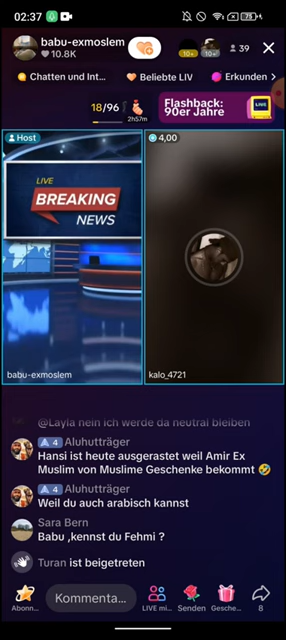 02:37
75
babu-exmoslem
10.8K
10+
10+
39
Chatten und Int...
Beliebte LIV
Erkunden
18/96
2h57m
Flashback:
90er Jahre
LIVE
Host
4,00
LIVE
BREAKING
NEWS
babu-exmoslem
kalo_4721
@Layla nein ich werde da neutral bleiben
4 Aluhutträger
Hansi ist heute ausgerastet weil Amir Ex
Muslim von Muslime Geschenke bekommt 🤣
4 Aluhutträger
Weil du auch arabisch kannst
Sara Bern
Babu ,kennst du Fehmi ?
Turan ist beigetreten
Kommenta...
Abonn...
LIVE mi...
Senden
Gesche...
8